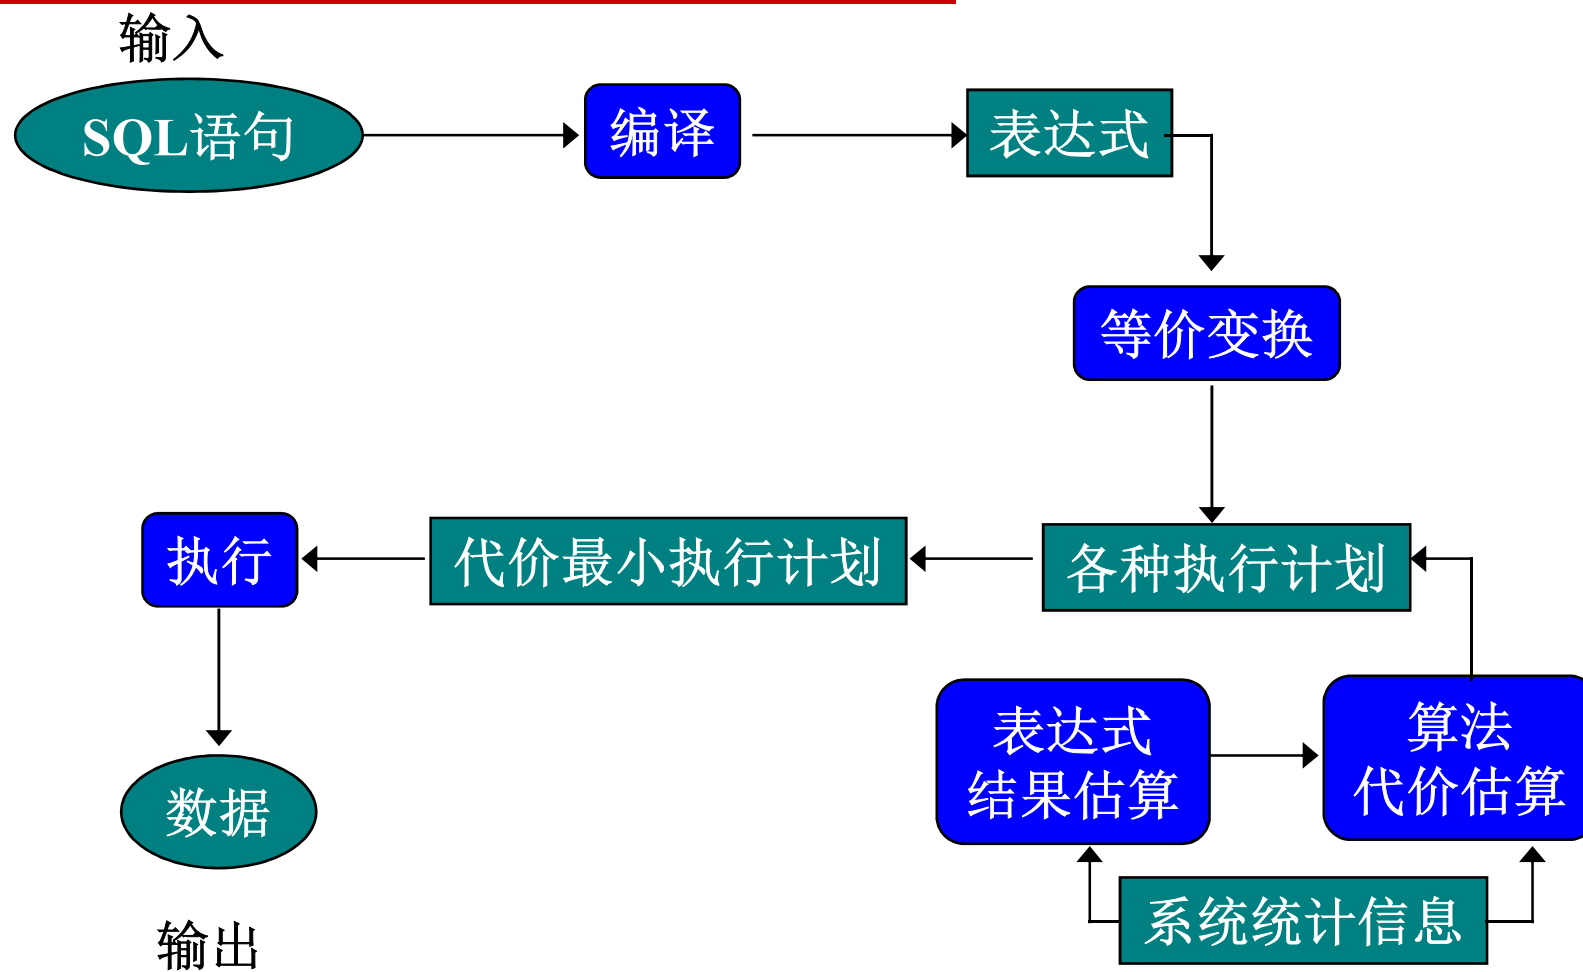 输入
SQL语句
编译
表达式
等价变换
执行
代价最小执行计划
各种执行计划
表达式
结果估算
算法
代价估算
数据
系统统计信息
输出